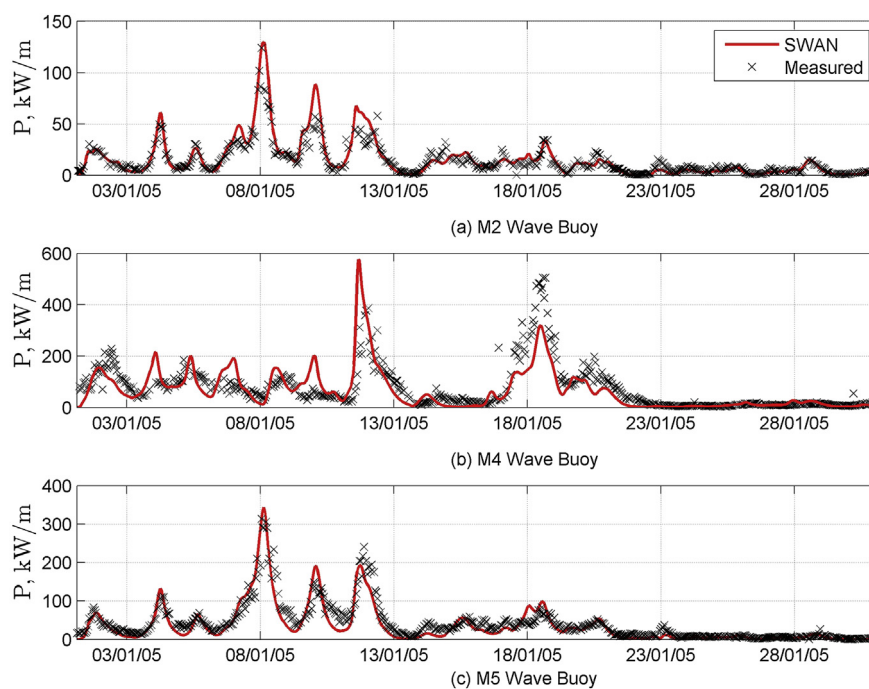 150
100
50
0
P, kW/m
SWAN
Measured
03/01/05 08/01/05 13/01/05 18/01/05 23/01/05 28/01/05
(a) M2 Wave Buoy
600
400
200
0
P, kW/m
03/01/05 08/01/05 13/01/05 18/01/05 23/01/05 28/01/05
(b) M4 Wave Buoy
400
300
200
100
0
P, kW/m
03/01/05 08/01/05 13/01/05 18/01/05 23/01/05 28/01/05
(c) M5 Wave Buoy